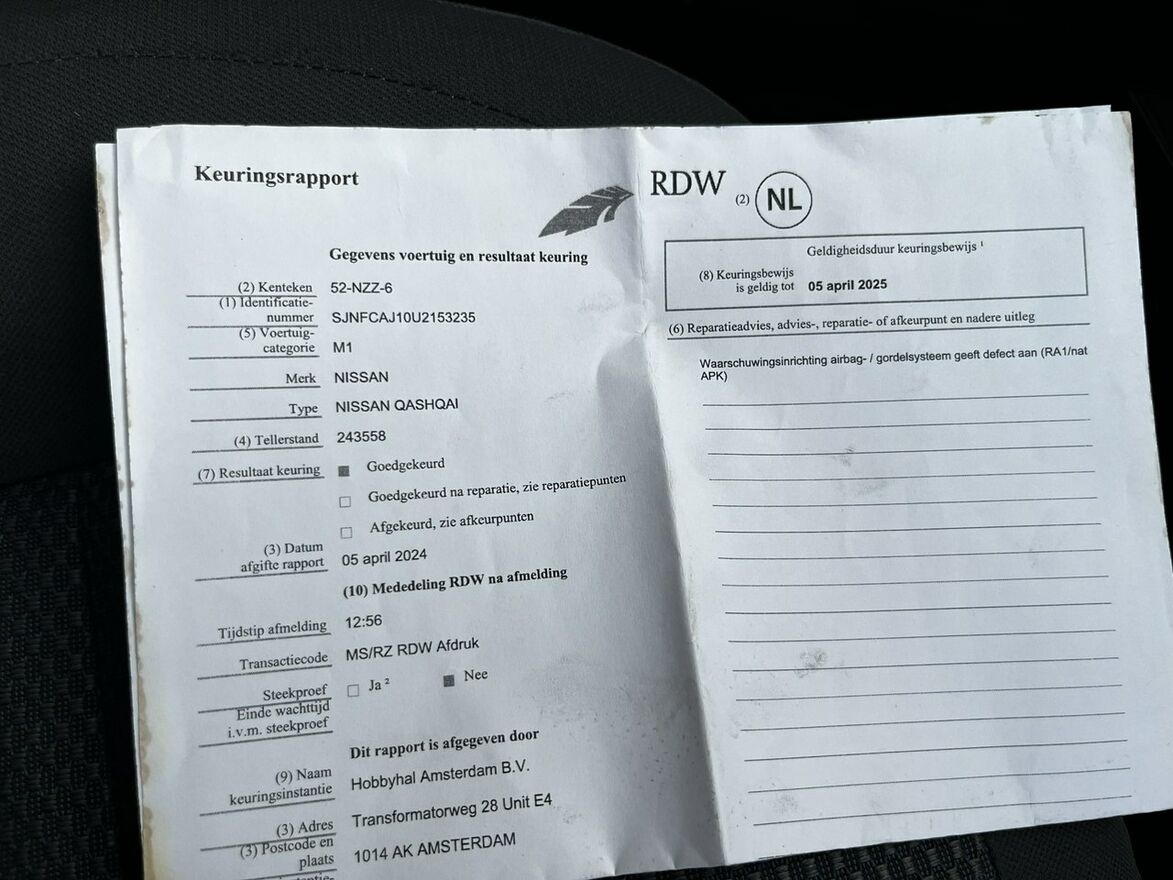 Keuringsrapport
Gegevens voertuig en resultaat keuring
(2) Kenteken 52-NZZ-6
(1) Identificatie-
nummer SJNFCAJ10U2153235
(5) Voertuig-
categorie M1
Merk NISSAN
Type NISSAN QASHQAI
(4) Tellerstand 243558
(7) Resultaat keuring Goedgekeurd
Goedgekeurd na reparatie, zie reparatiepunten
Afgekeurd, zie afkeurpunten
(3) Datum
afgifte rapport 05 april 2024
(10) Mededeling RDW na afmelding
Tijdstip afmelding 12:56
Transactiecode MS/RZ RDW Afdruk
Steekproef Ja ² Nee
Einde wachttijd
i.v.m. steekproef
Dit rapport is afgegeven door
(9) Naam
keuringsinstantie Hobbyhal Amsterdam B.V.
(3) Adres Transformatorweg 28 Unit E4
(3) Postcode en
plaats 1014 AK AMSTERDAM
RDW (2) NL
Geldigheidsduur keuringsbewijs ¹
(8) Keuringsbewijs
is geldig tot 05 april 2025
(6) Reparatieadvies, advies-, reparatie- of afkeurpunt en nadere uitleg
Waarschuwingsinrichting airbag- / gordelsysteem geeft defect aan (RA1/nat
APK)